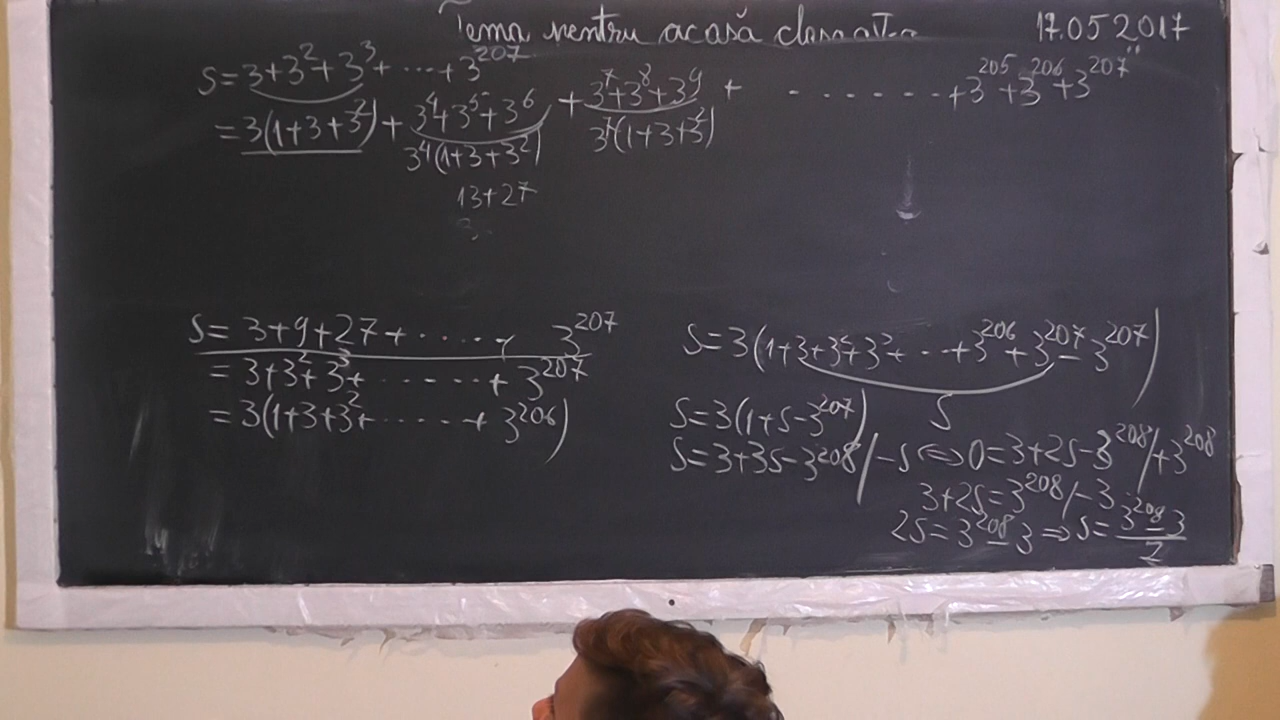 Tema pentru acasă clasa a 17.05 2017
S=3+3²+3³+ ··· +3²⁰⁷
=3(1+3+3²)+3⁴+3⁵+3⁶+3⁷+3⁸+3⁹+ ....... +3²⁰⁵+3²⁰⁶+3²⁰⁷
3⁴(1+3+3²) 3⁷(1+3+3²)
13+27
S=3+9+27+ ..... 3²⁰⁷
=3+3²+3³+ ...... + 3²⁰⁷
=3(1+3+3²+ ...... + 3²⁰⁶)
S=3(1+3+3²+3³+ ··· +3²⁰⁶+3²⁰⁷-3²⁰⁷)
S
S=3(1+S-3²⁰⁷)
S=3+3S-3²⁰⁸/-S⇔0=3+2S-3²⁰⁸/+3²⁰⁸
3+2S=3²⁰⁸/-3
2S=3²⁰⁸-3⇒S=(3²⁰⁸-3)/2